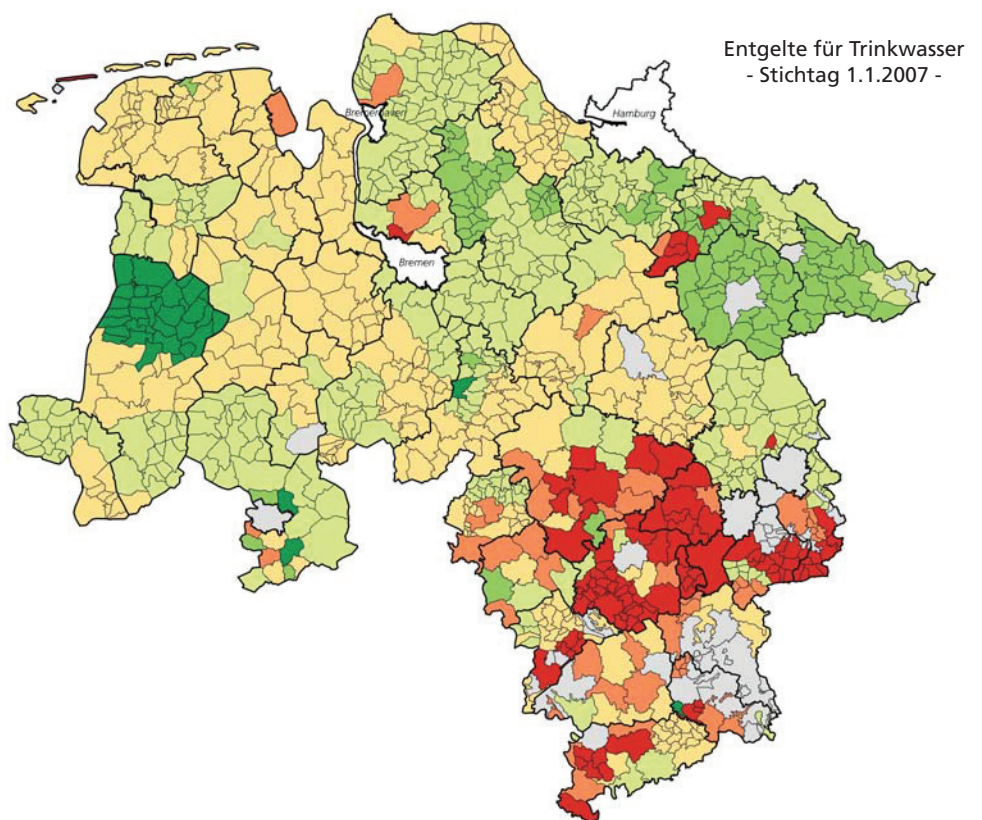 Entgelte für Trinkwasser
- Stichtag 1.1.2007 -
Bremerhaven
Hamburg
Bremen